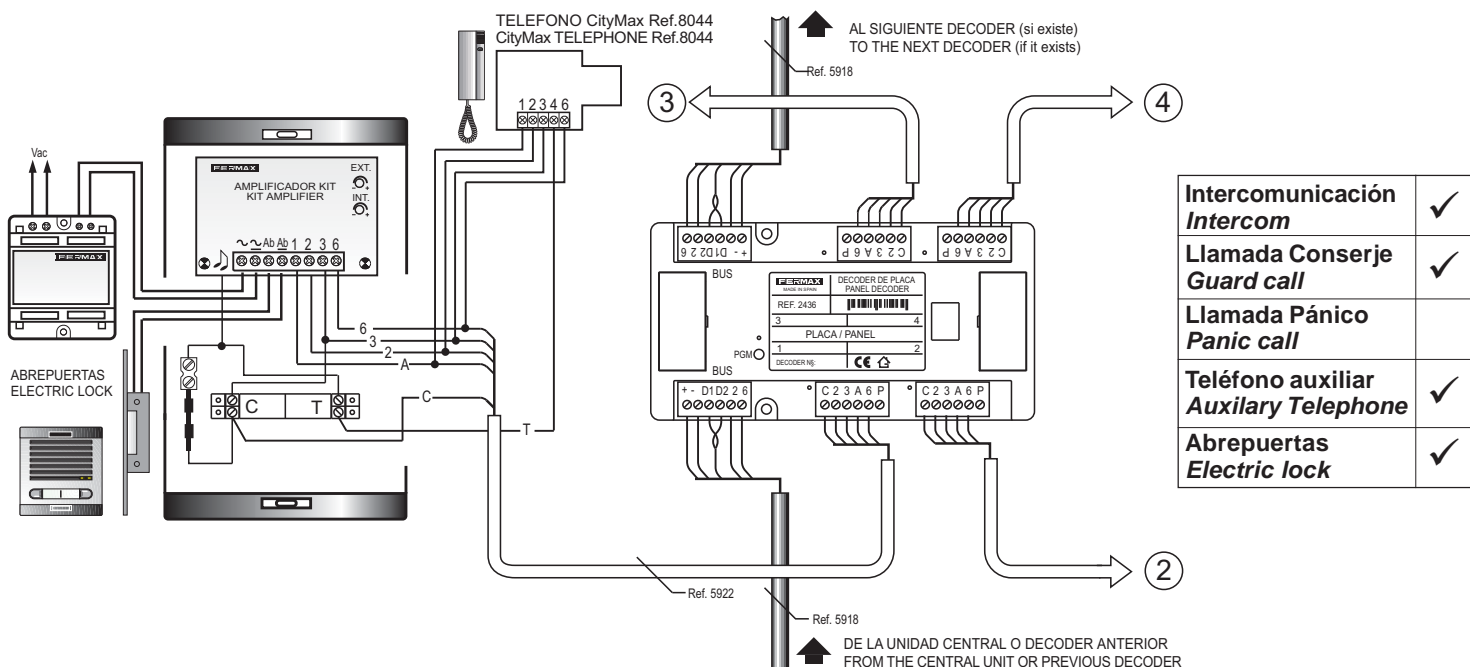 TELEFONO CityMax Ref.8044
CityMax TELEPHONE Ref.8044
AL SIGUIENTE DECODER (si existe)
TO THE NEXT DECODER (if it exists)
Ref. 5918
1 2 3 4 6
3
4
Vac
FERMAX
EXT.
- +
INT.
- +
AMPLIFICADOR KIT
KIT AMPLIFIER
~ ~ Ab Ab 1 2 3 6
FERMAX
6
3
2
A
C
T
C T
ABREPUERTAS
ELECTRIC LOCK
6 2 2 D1 D - +
P 6 A 3 2 C
P 6 A 3 2 C
BUS
FERMAX
MADE IN SPAIN
DECODER DE PLACA
PANEL DECODER
REF. 2436
3 4
PLACA / PANEL
1 2
DECODER N§:
CE
PGM
BUS
+ - D1 D2 2 6
C 2 3 A 6 P
C 2 3 A 6 P
2
Ref. 5922
Ref. 5918
DE LA UNIDAD CENTRAL O DECODER ANTERIOR
FROM THE CENTRAL UNIT OR PREVIOUS DECODER
Intercomunicación ✓
Intercom
Llamada Conserje ✓
Guard call
Llamada Pánico
Panic call
Teléfono auxiliar ✓
Auxilary Telephone
Abrepuertas ✓
Electric lock